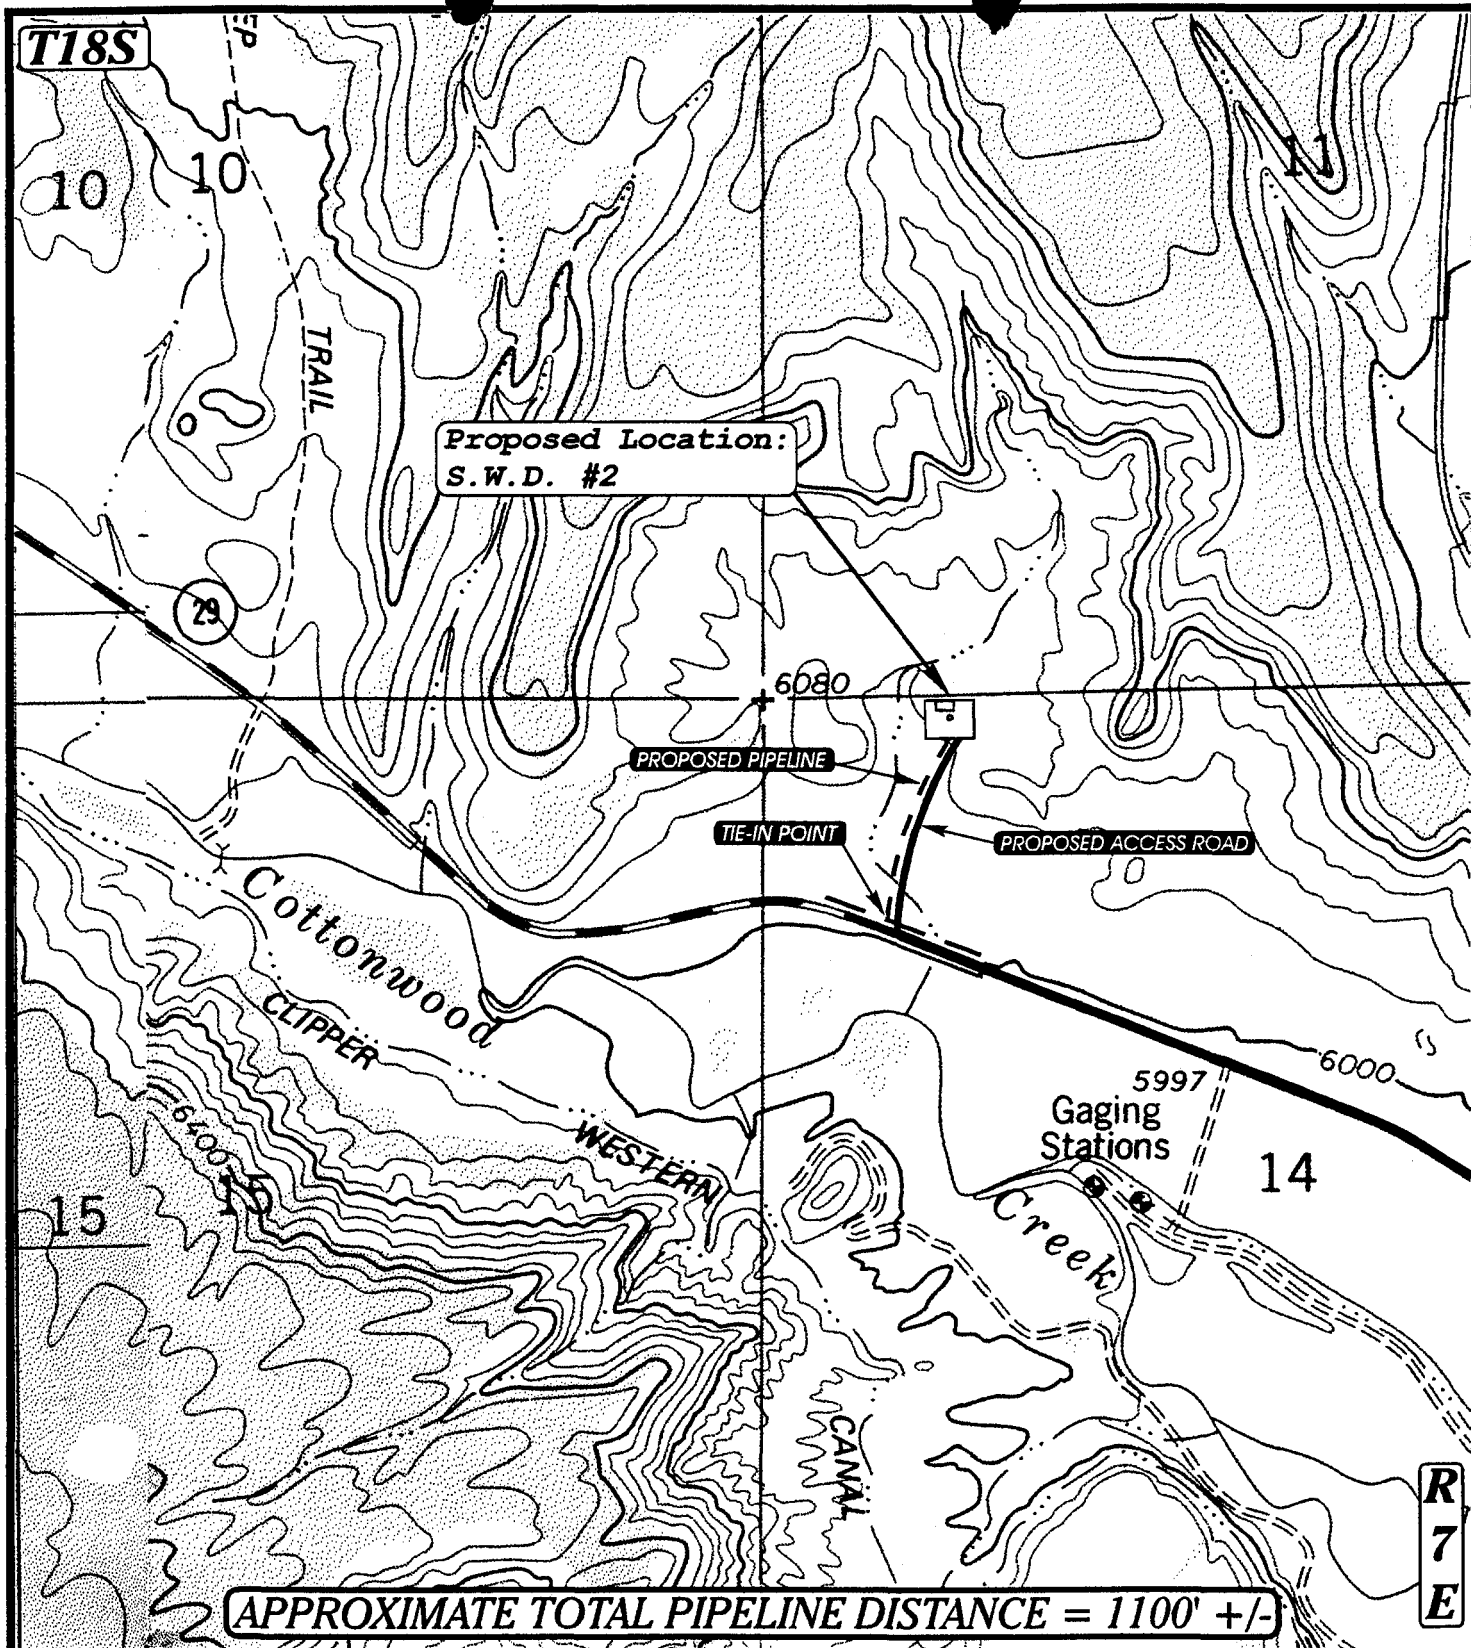 T18S
EP
10
10
11
TRAIL
Proposed Location:
S.W.D. #2
29
6080
PROPOSED PIPELINE
TIE-IN POINT
PROPOSED ACCESS ROAD
Cottonwood
CLIPPER
6000
5997
Gaging
Stations
6400
WESTERN
14
15
15
Creek
CANAL
R
7
E
APPROXIMATE TOTAL PIPELINE DISTANCE = 1100' +/-